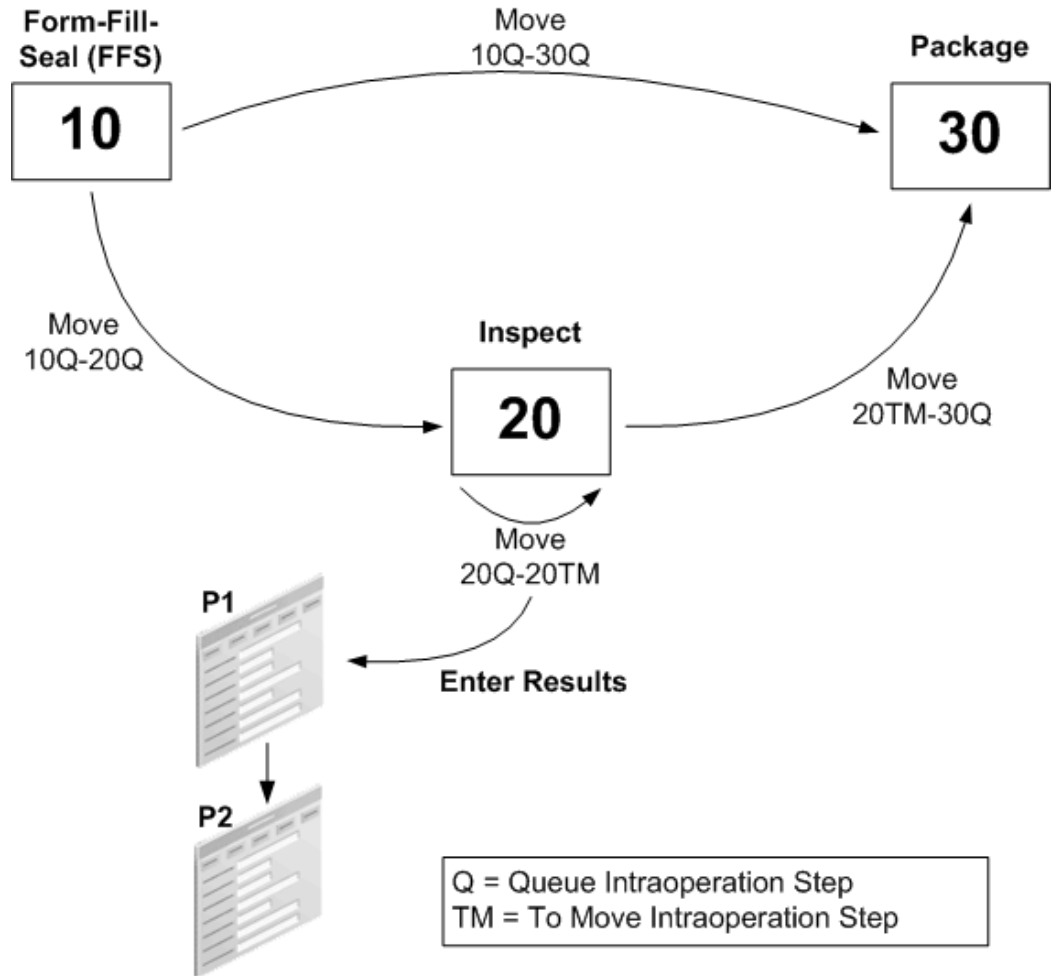 Form-Fill-
Seal (FFS)
10
Move
10Q-30Q
Package
30
Move
10Q-20Q
Inspect
20
Move
20TM-30Q
Move
20Q-20TM
P1
Enter Results
P2
Q = Queue Intraoperation Step
TM = To Move Intraoperation Step